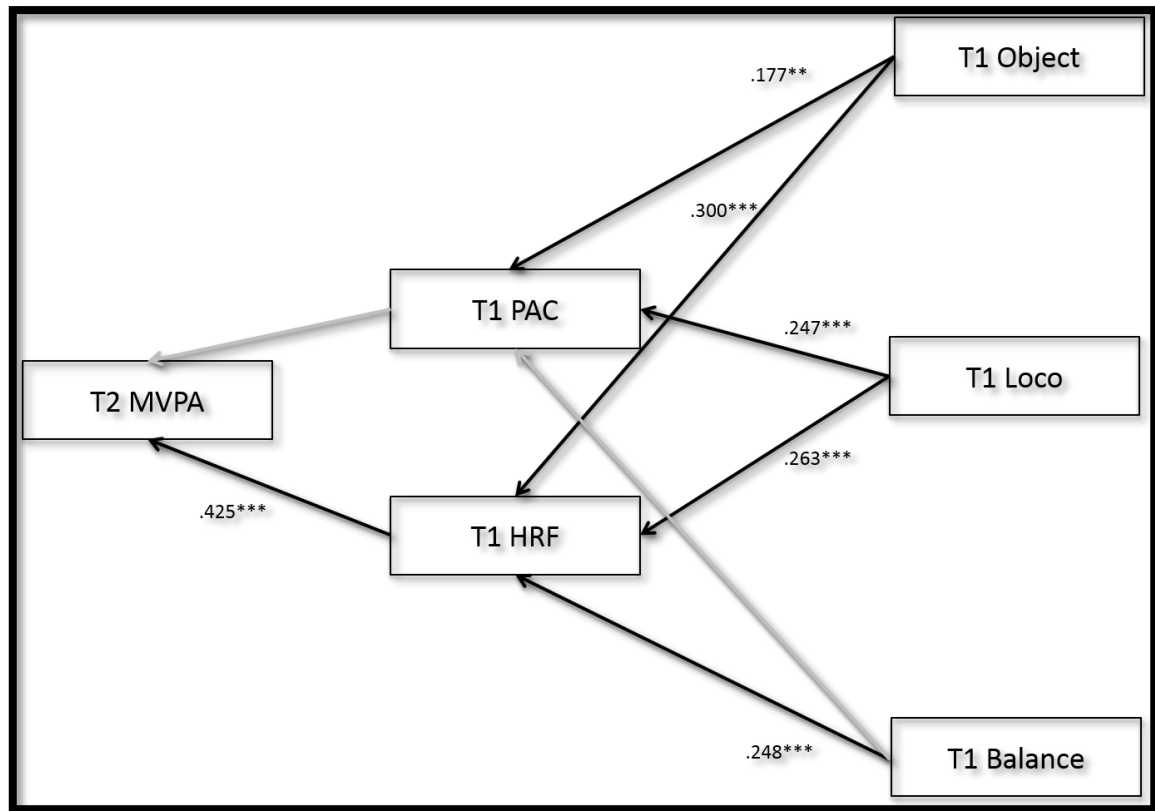 T1 Object
.177**
.300***
T1 PAC
.247***
T1 Loco
T2 MVPA
.263***
.425***
T1 HRF
.248***
T1 Balance